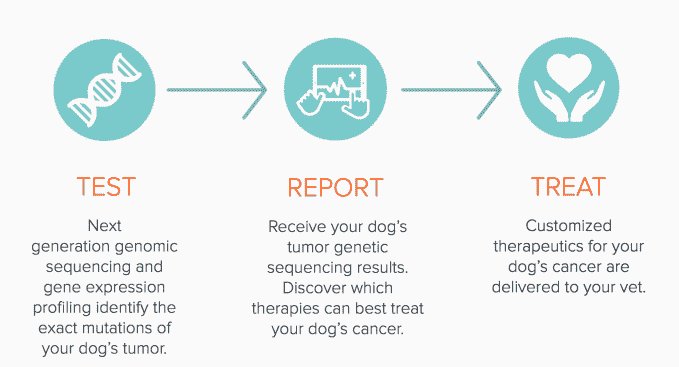 TEST
Next
generation genomic
sequencing and
gene expression
profiling identify the
exact mutations of
your dog's tumor.
REPORT
Receive your dog's
tumor genetic
sequencing results.
Discover which
therapies can best treat
your dog's cancer.
TREAT
Customized
therapeutics for your
dog's cancer are
delivered to your vet.